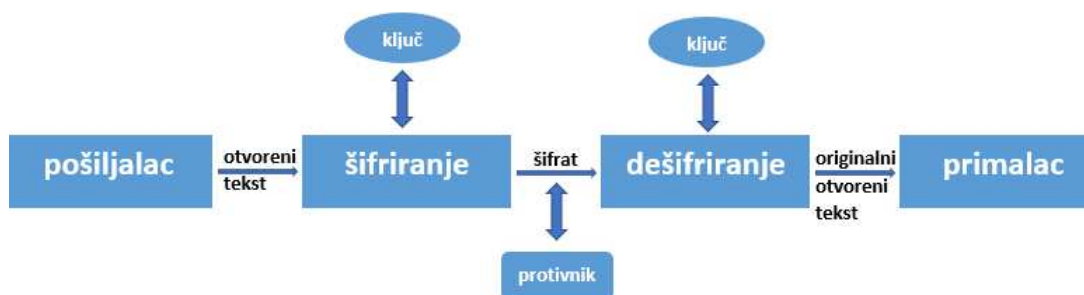 ključ
ključ
pošiljalac
otvoreni
tekst
šifriranje
šifrat
dešifriranje
originalni
otvoreni
tekst
primalac
protivnik